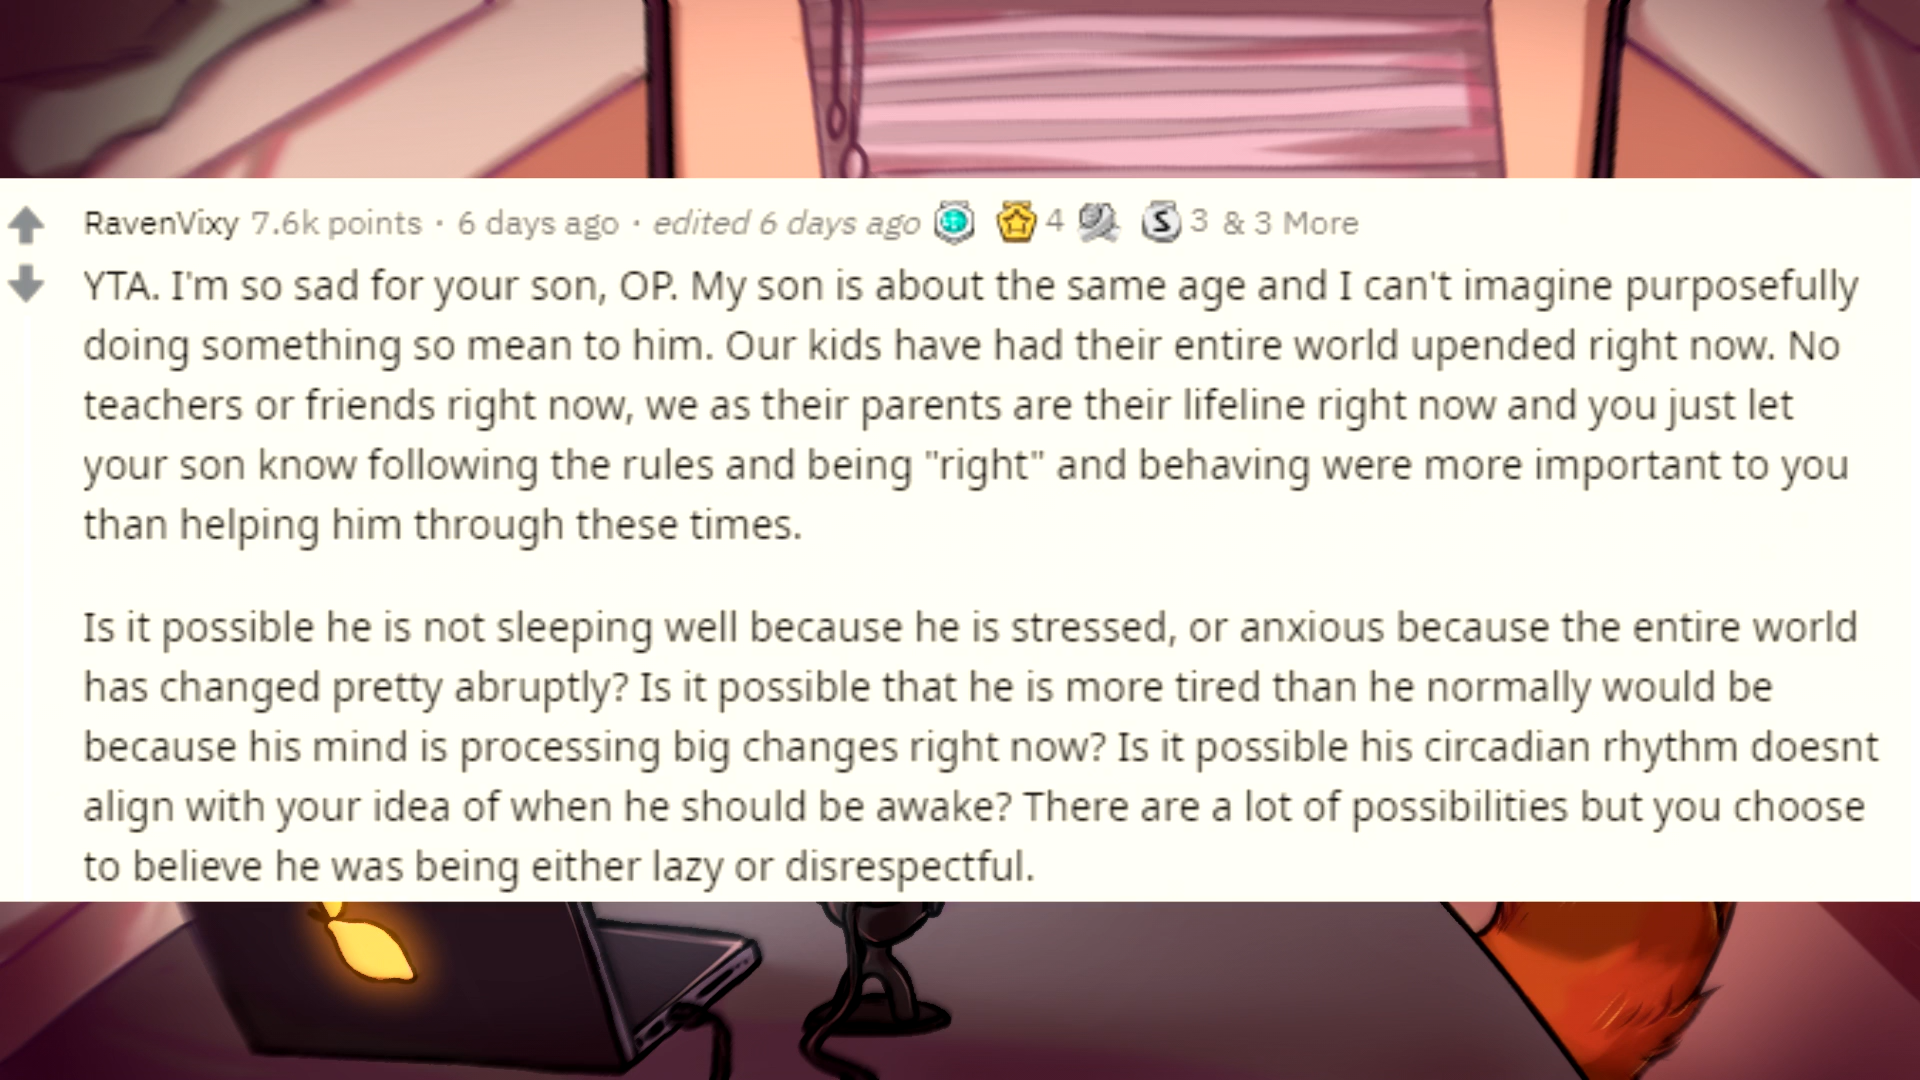 RavenVixy 7.6k points · 6 days ago · edited 6 days ago 4 3 & 3 More
YTA. I'm so sad for your son, OP. My son is about the same age and I can't imagine purposefully
doing something so mean to him. Our kids have had their entire world upended right now. No
teachers or friends right now, we as their parents are their lifeline right now and you just let
your son know following the rules and being "right" and behaving were more important to you
than helping him through these times.
Is it possible he is not sleeping well because he is stressed, or anxious because the entire world
has changed pretty abruptly? Is it possible that he is more tired than he normally would be
because his mind is processing big changes right now? Is it possible his circadian rhythm doesnt
align with your idea of when he should be awake? There are a lot of possibilities but you choose
to believe he was being either lazy or disrespectful.